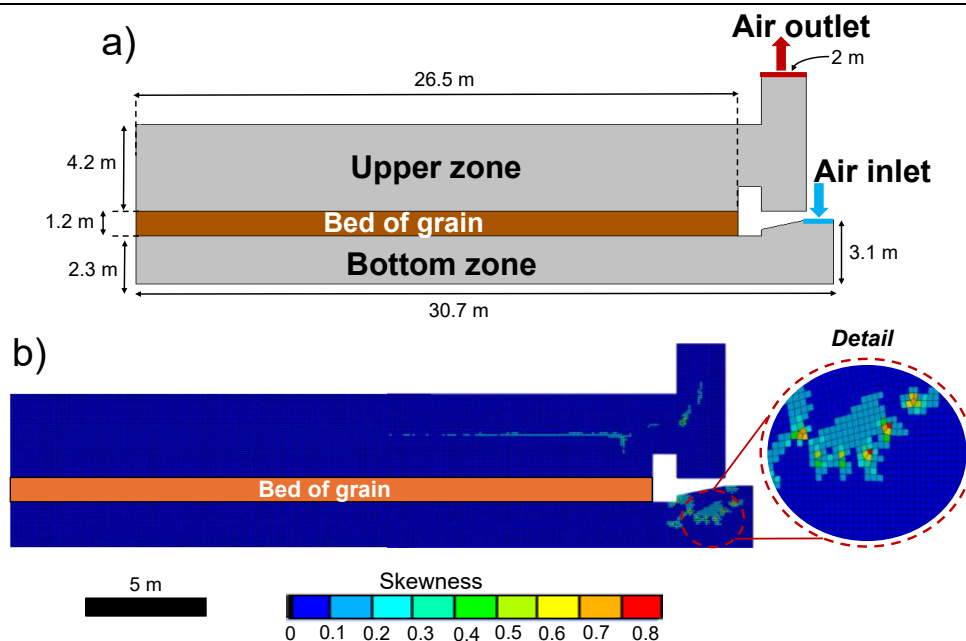 a)
Air outlet
2 m
26.5 m
4.2 m
Upper zone
Air inlet
1.2 m
Bed of grain
2.3 m
Bottom zone
3.1 m
30.7 m
b)
Detail
Bed of grain
5 m
Skewness
0 0.1 0.2 0.3 0.4 0.5 0.6 0.7 0.8